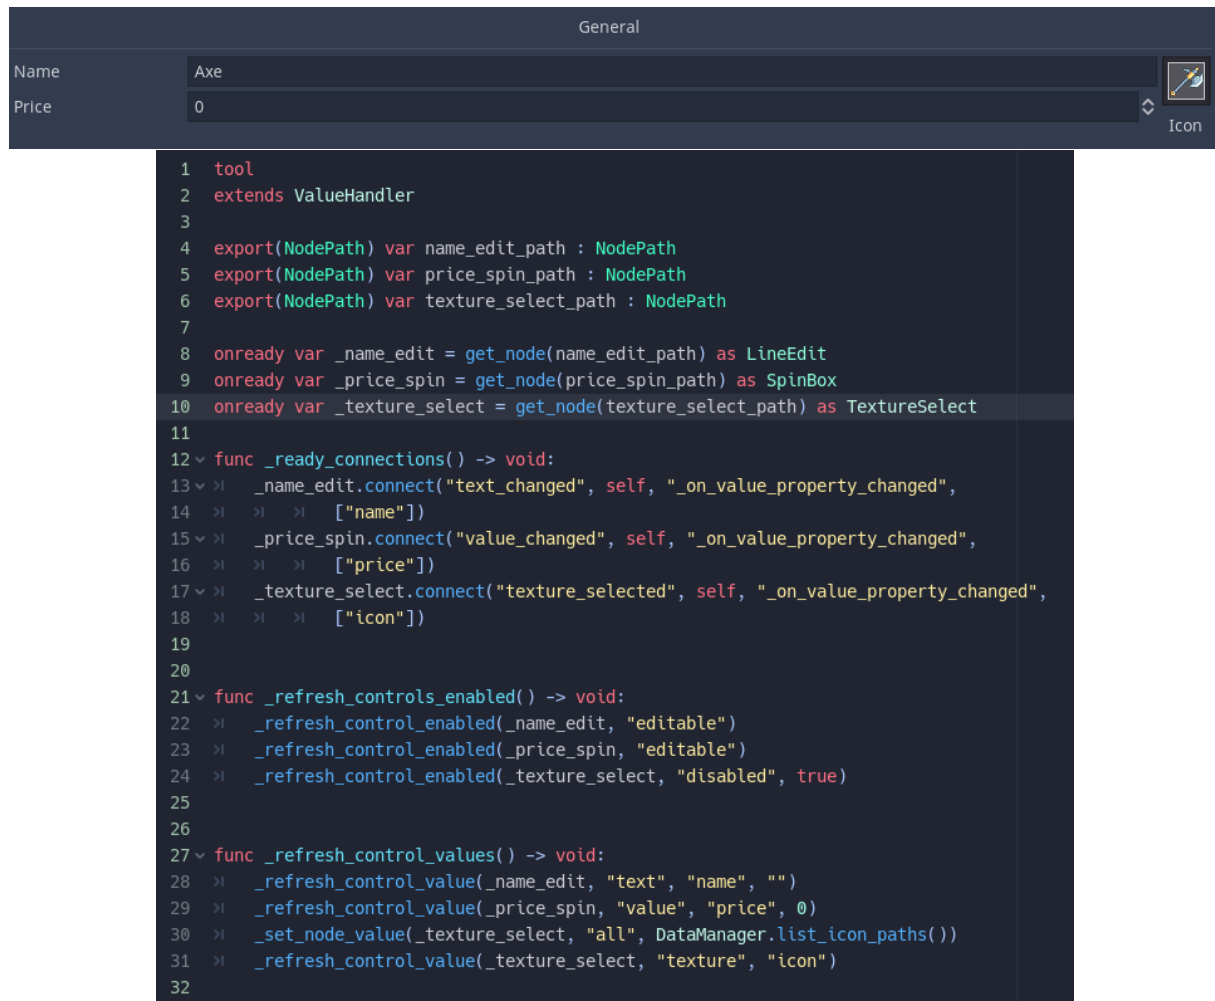 General
Name Axe
Price 0
Icon
1 tool
2 extends ValueHandler
3
4 export(NodePath) var name_edit_path : NodePath
5 export(NodePath) var price_spin_path : NodePath
6 export(NodePath) var texture_select_path : NodePath
7
8 onready var _name_edit = get_node(name_edit_path) as LineEdit
9 onready var _price_spin = get_node(price_spin_path) as SpinBox
10 onready var _texture_select = get_node(texture_select_path) as TextureSelect
11
12 func _ready_connections() -> void:
13 _name_edit.connect("text_changed", self, "_on_value_property_changed",
14 ["name"])
15 _price_spin.connect("value_changed", self, "_on_value_property_changed",
16 ["price"])
17 _texture_select.connect("texture_selected", self, "_on_value_property_changed",
18 ["icon"])
19
20
21 func _refresh_controls_enabled() -> void:
22 _refresh_control_enabled(_name_edit, "editable")
23 _refresh_control_enabled(_price_spin, "editable")
24 _refresh_control_enabled(_texture_select, "disabled", true)
25
26
27 func _refresh_control_values() -> void:
28 _refresh_control_value(_name_edit, "text", "name", "")
29 _refresh_control_value(_price_spin, "value", "price", 0)
30 _set_node_value(_texture_select, "all", DataManager.list_icon_paths())
31 _refresh_control_value(_texture_select, "texture", "icon")
32